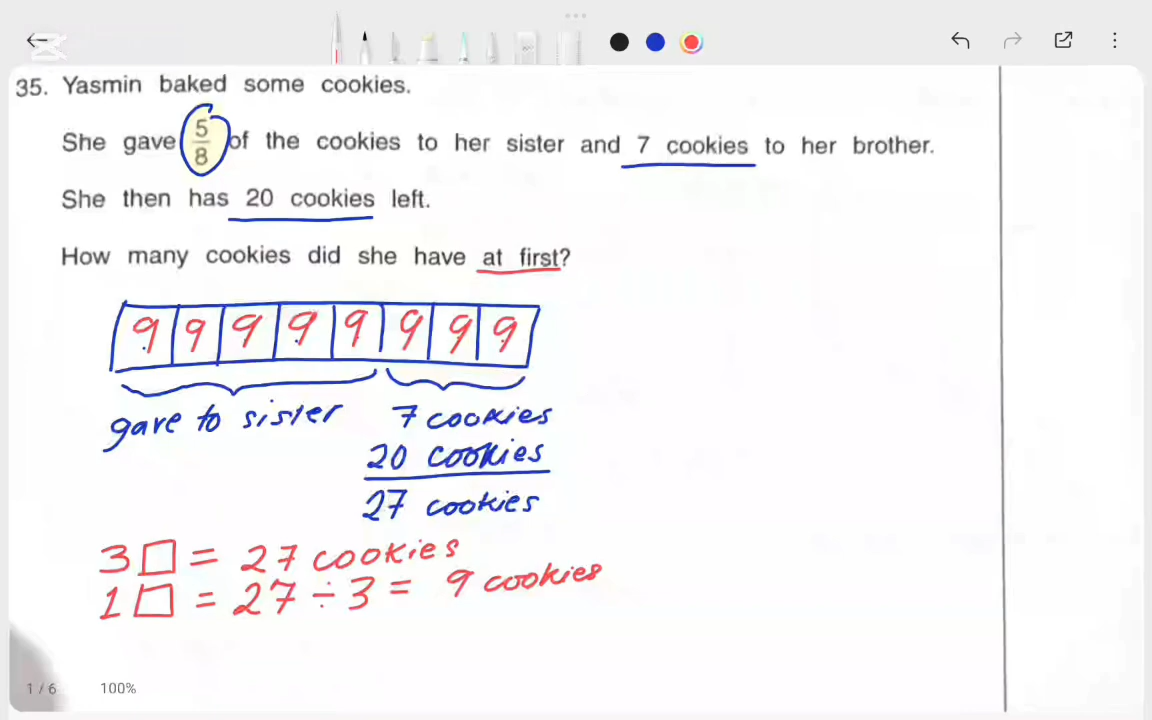 35. Yasmin baked some cookies.
She gave 5/8 of the cookies to her sister and 7 cookies to her brother.
She then has 20 cookies left.
How many cookies did she have at first?
9 9 9 9 9 9 9 9
gave to sister 7 cookies
20 cookies
27 cookies
3□ = 27 cookies
1□ = 27 ÷ 3 = 9 cookies
1 / 6 100%